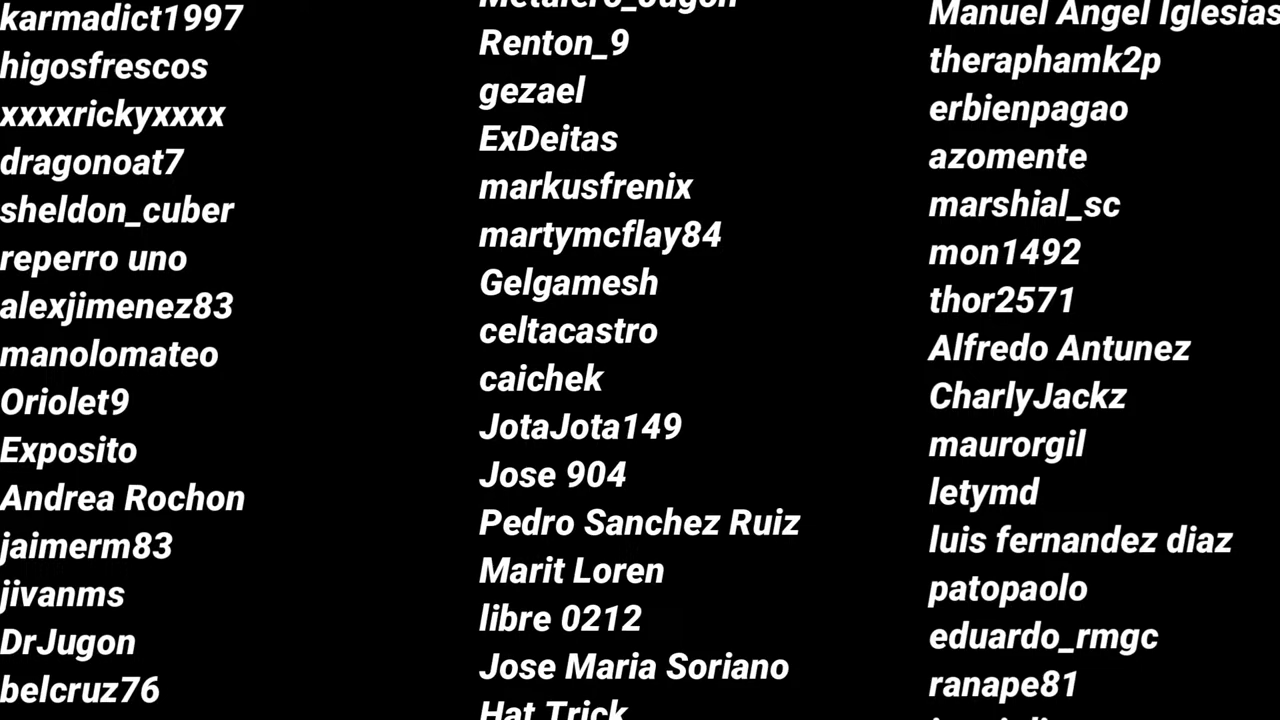 karmadict1997
higosfrescos
xxxxrickyxxxx
dragonoat7
sheldon_cuber
reperro uno
alexjimenez83
manolomateo
Oriolet9
Exposito
Andrea Rochon
jaimerm83
jivanms
DrJugon
belcruz76
Renton_9
gezael
ExDeitas
markusfrenix
martymcflay84
Gelgamesh
celtacastro
caichek
JotaJota149
Jose 904
Pedro Sanchez Ruiz
Marit Loren
libre 0212
Jose Maria Soriano
Hat Trick
Manuel Angel Iglesias
theraphamk2p
erbienpagao
azomente
marshial_sc
mon1492
thor2571
Alfredo Antunez
CharlyJackz
maurorgil
letymd
luis fernandez diaz
patopaolo
eduardo_rmgc
ranape81